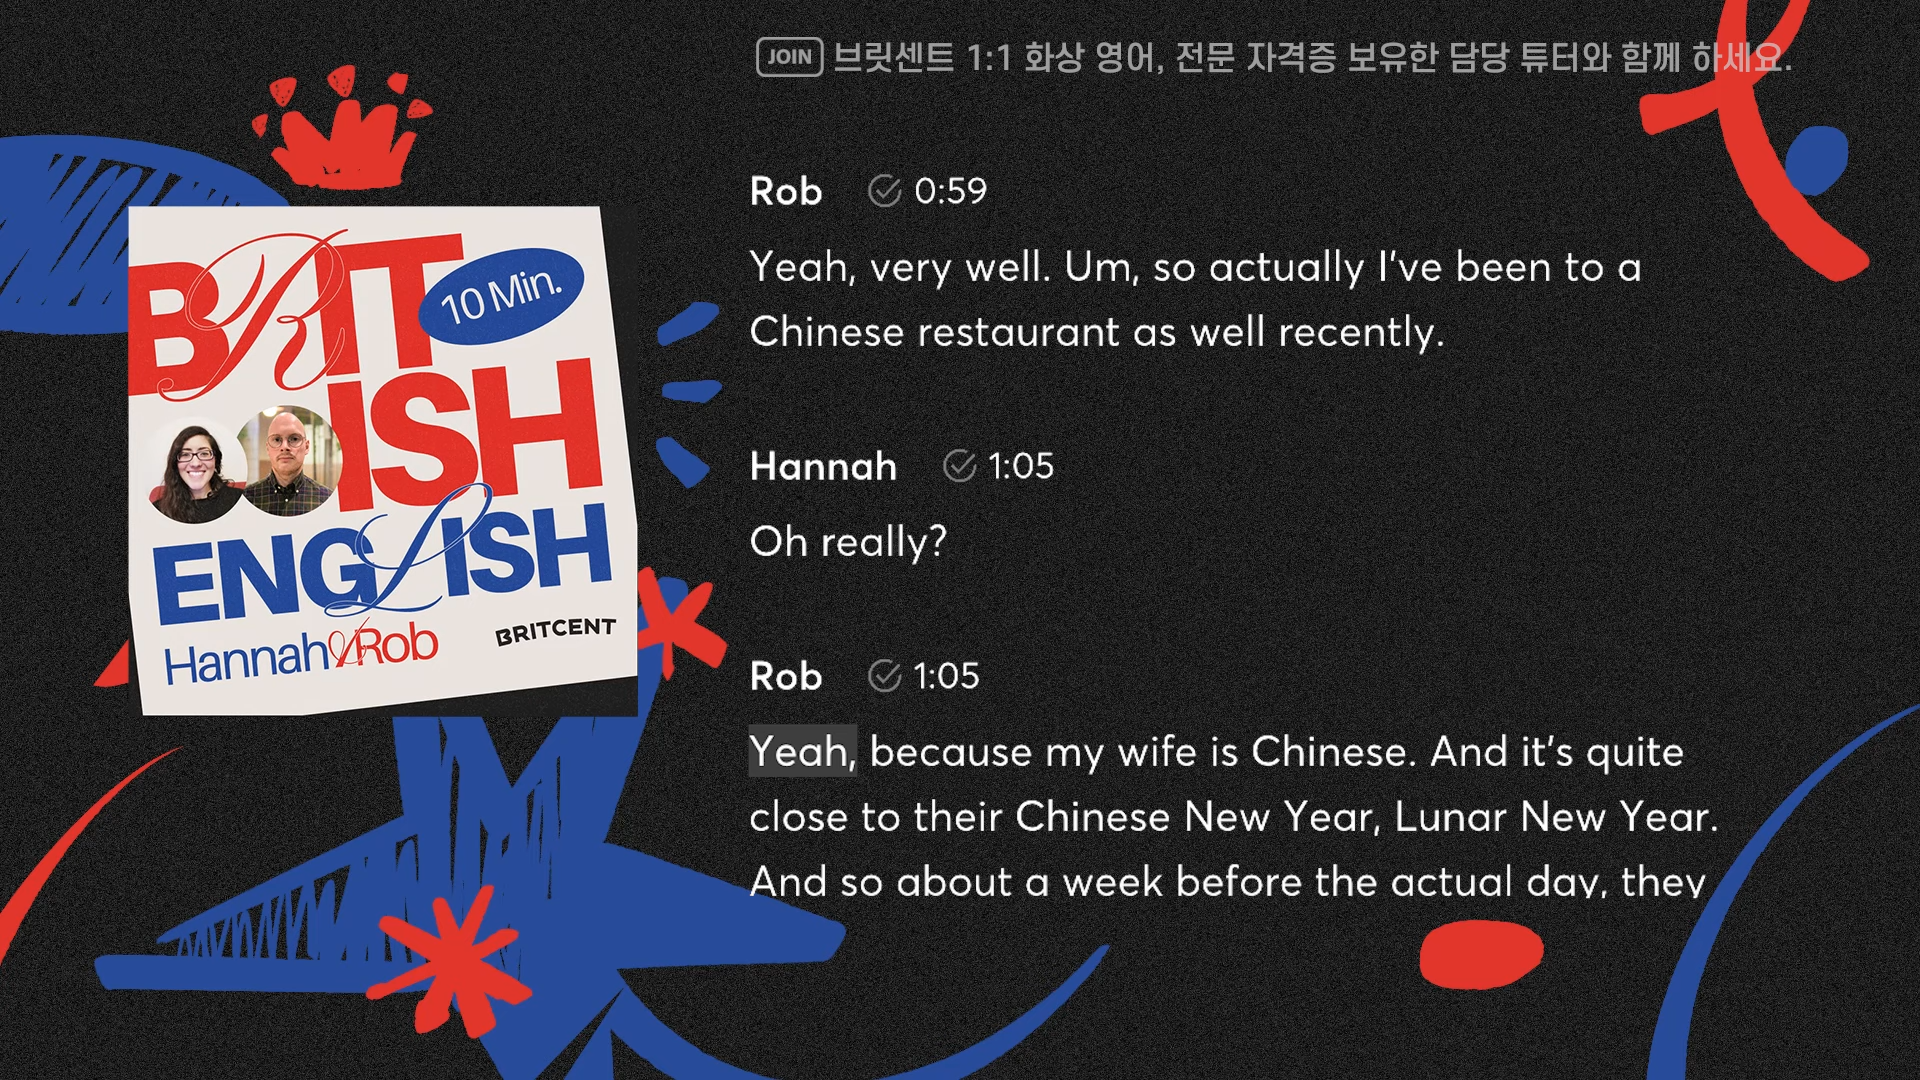 JOIN 브릿센트 1:1 화상 영어, 전문 자격증 보유한 담당 튜터와 함께 하세요.
BRITISH
10 Min.
ENGLISH
Hannah & Rob
BRITCENT
Rob 0:59
Yeah, very well. Um, so actually I've been to a
Chinese restaurant as well recently.
Hannah 1:05
Oh really?
Rob 1:05
Yeah, because my wife is Chinese. And it's quite
close to their Chinese New Year, Lunar New Year.
And so about a week before the actual day, they